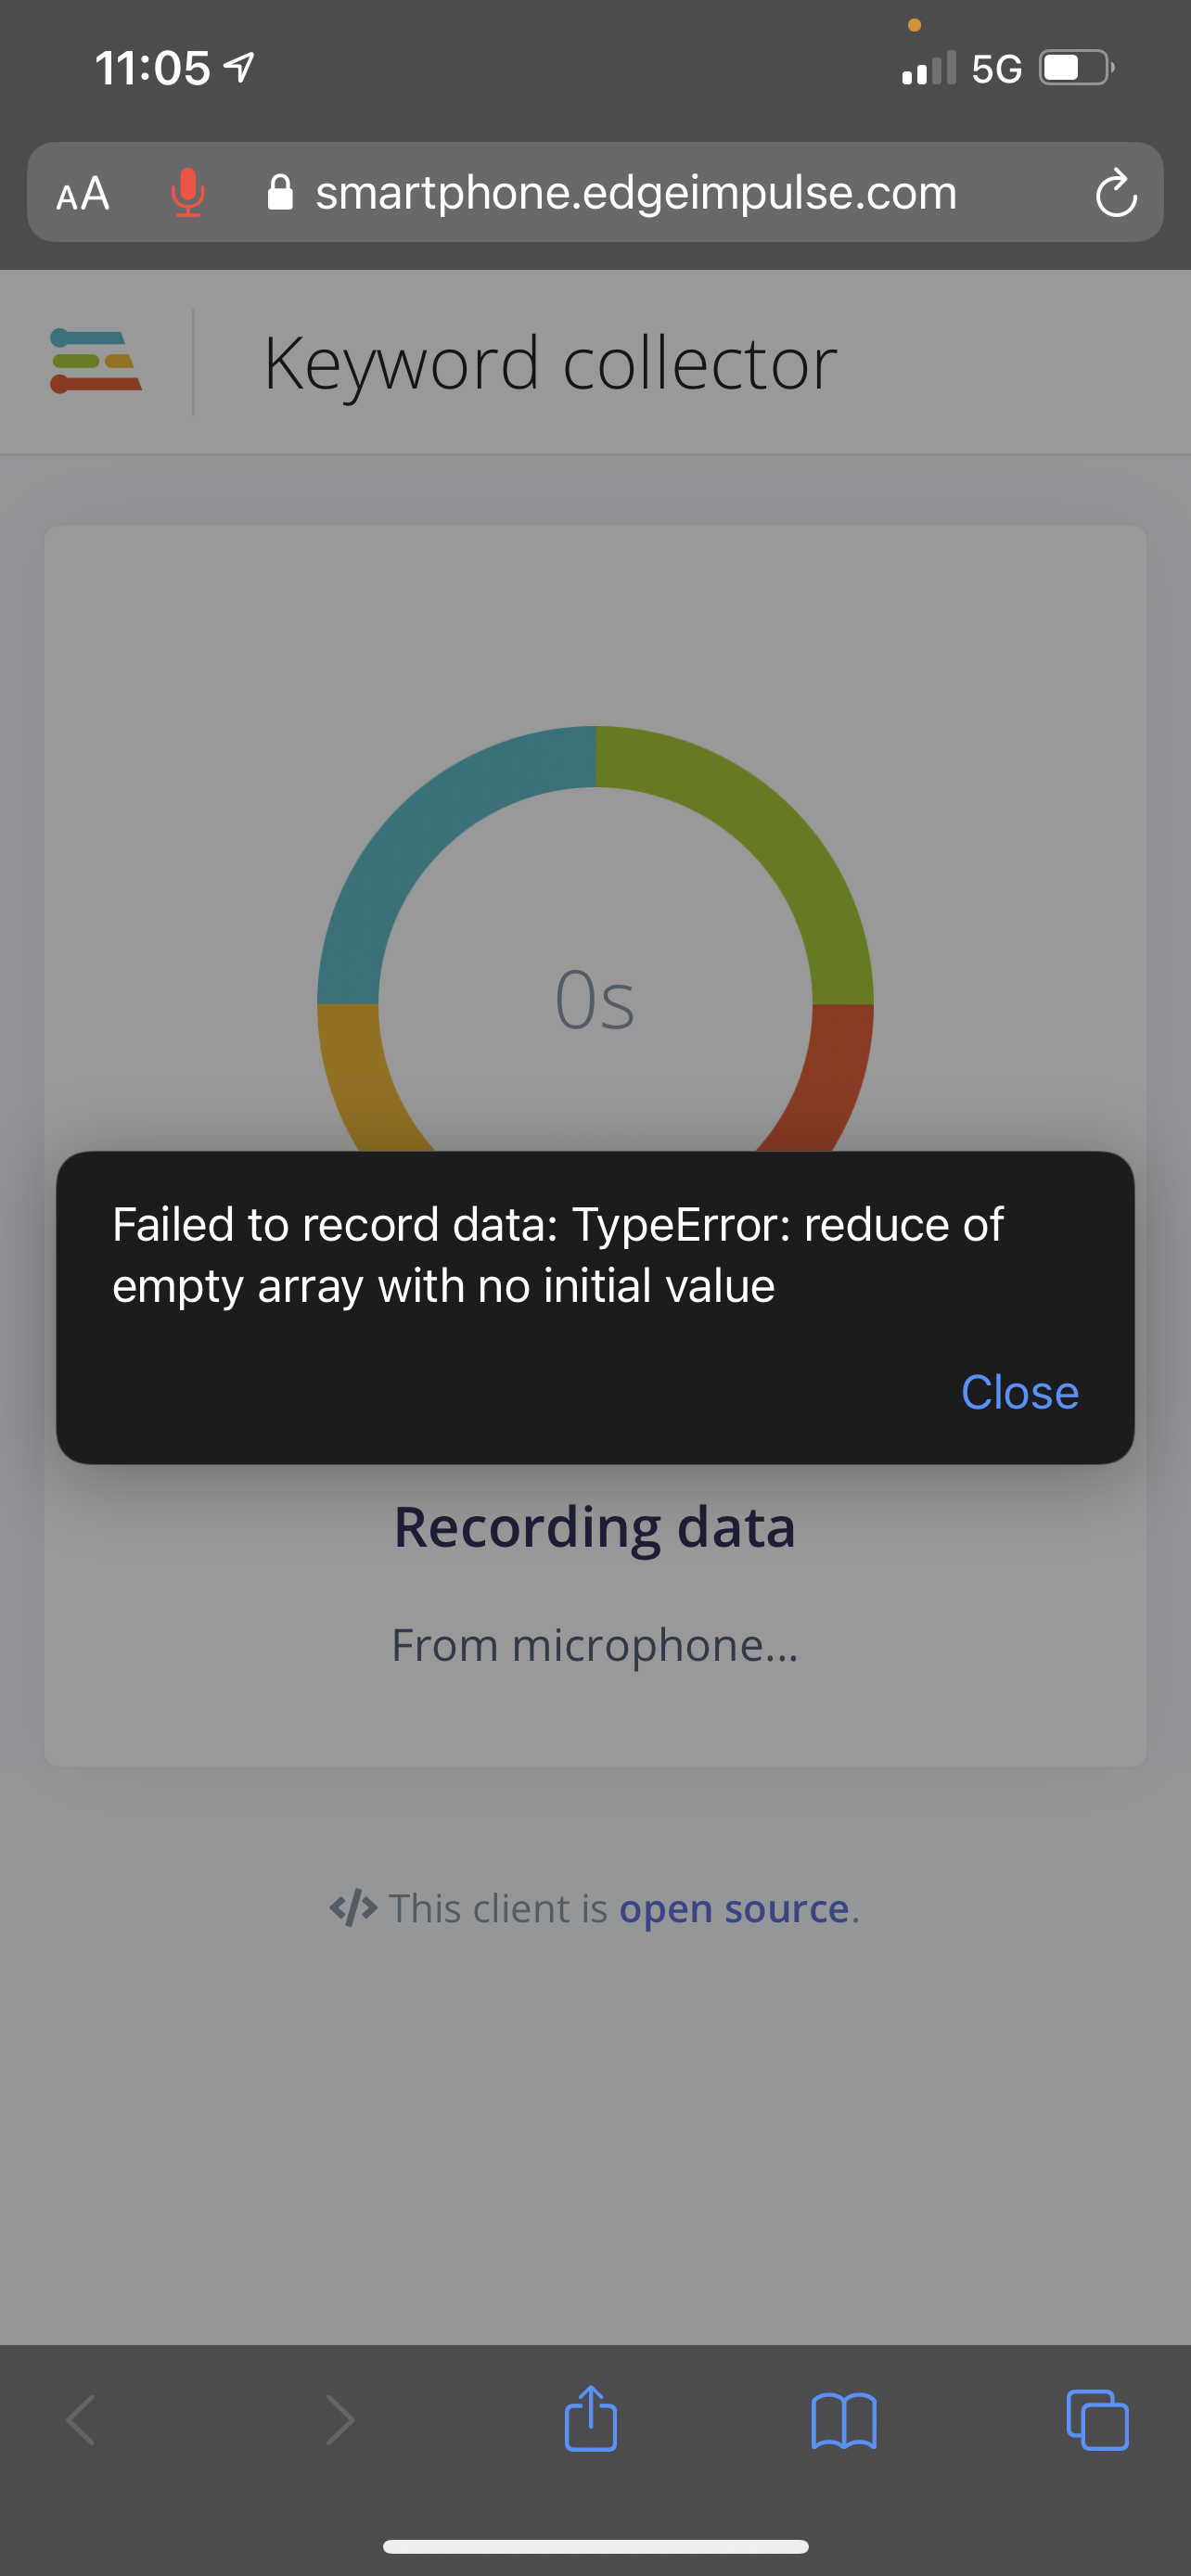 11:05 5G
AA smartphone.edgeimpulse.com
Keyword collector
0s
Failed to record data: TypeError: reduce of
empty array with no initial value
Close
Recording data
From microphone...
</> This client is open source.